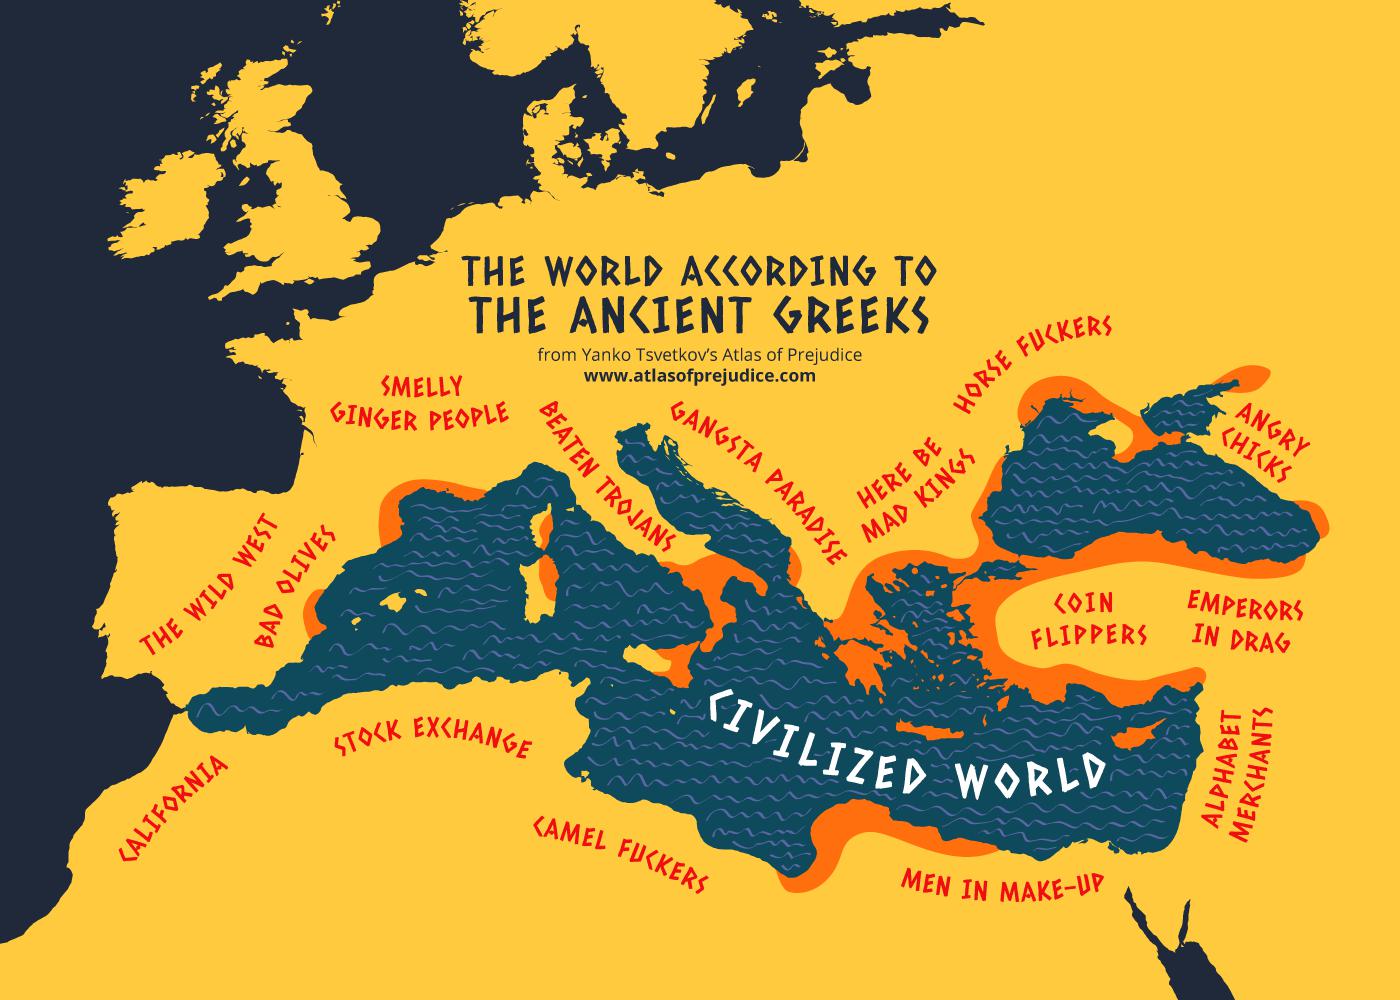 THE WORLD ACCORDING TO
THE ANCIENT GREEKS
from Yanko Tsvetkov's Atlas of Prejudice
www.atlasofprejudice.com
SMELLY
GINGER PEOPLE
BEATEN TROJANS
GANGSTA PARADISE
HERE BE
MAD KINGS
HORSE FUCKERS
ANGRY
CHICKS
THE WILD WEST
BAD OLIVES
COIN
FLIPPERS
EMPERORS
IN DRAG
CIVILIZED WORLD
STOCK EXCHANGE
CALIFORNIA
CAMEL FUCKERS
MEN IN MAKE-UP
ALPHABET
MERCHANTS